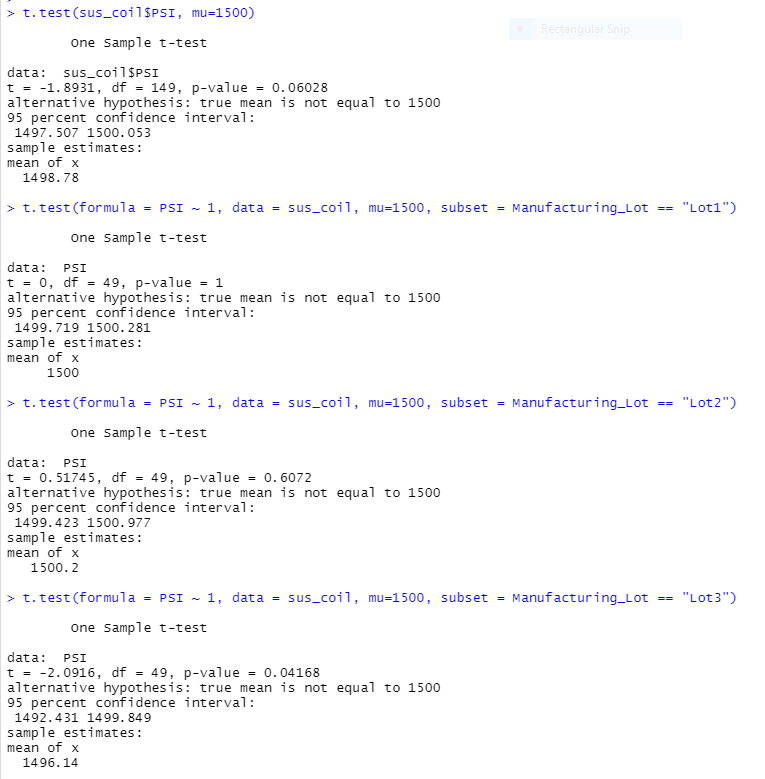 > t.test(sus_coil$PSI, mu=1500)
Rectangular Snip
One Sample t-test
data:  sus_coil$PSI
t = -1.8931, df = 149, p-value = 0.06028
alternative hypothesis: true mean is not equal to 1500
95 percent confidence interval:
1497.507 1500.053
sample estimates:
mean of x
1498.78
> t.test(formula = PSI ~ 1, data = sus_coil, mu=1500, subset = Manufacturing_Lot == "Lot1")
One Sample t-test
data:  PSI
t = 0, df = 49, p-value = 1
alternative hypothesis: true mean is not equal to 1500
95 percent confidence interval:
1499.719 1500.281
sample estimates:
mean of x
1500
> t.test(formula = PSI ~ 1, data = sus_coil, mu=1500, subset = Manufacturing_Lot == "Lot2")
One Sample t-test
data:  PSI
t = 0.51745, df = 49, p-value = 0.6072
alternative hypothesis: true mean is not equal to 1500
95 percent confidence interval:
1499.423 1500.977
sample estimates:
mean of x
1500.2
> t.test(formula = PSI ~ 1, data = sus_coil, mu=1500, subset = Manufacturing_Lot == "Lot3")
One Sample t-test
data:  PSI
t = -2.0916, df = 49, p-value = 0.04168
alternative hypothesis: true mean is not equal to 1500
95 percent confidence interval:
1492.431 1499.849
sample estimates:
mean of x
1496.14